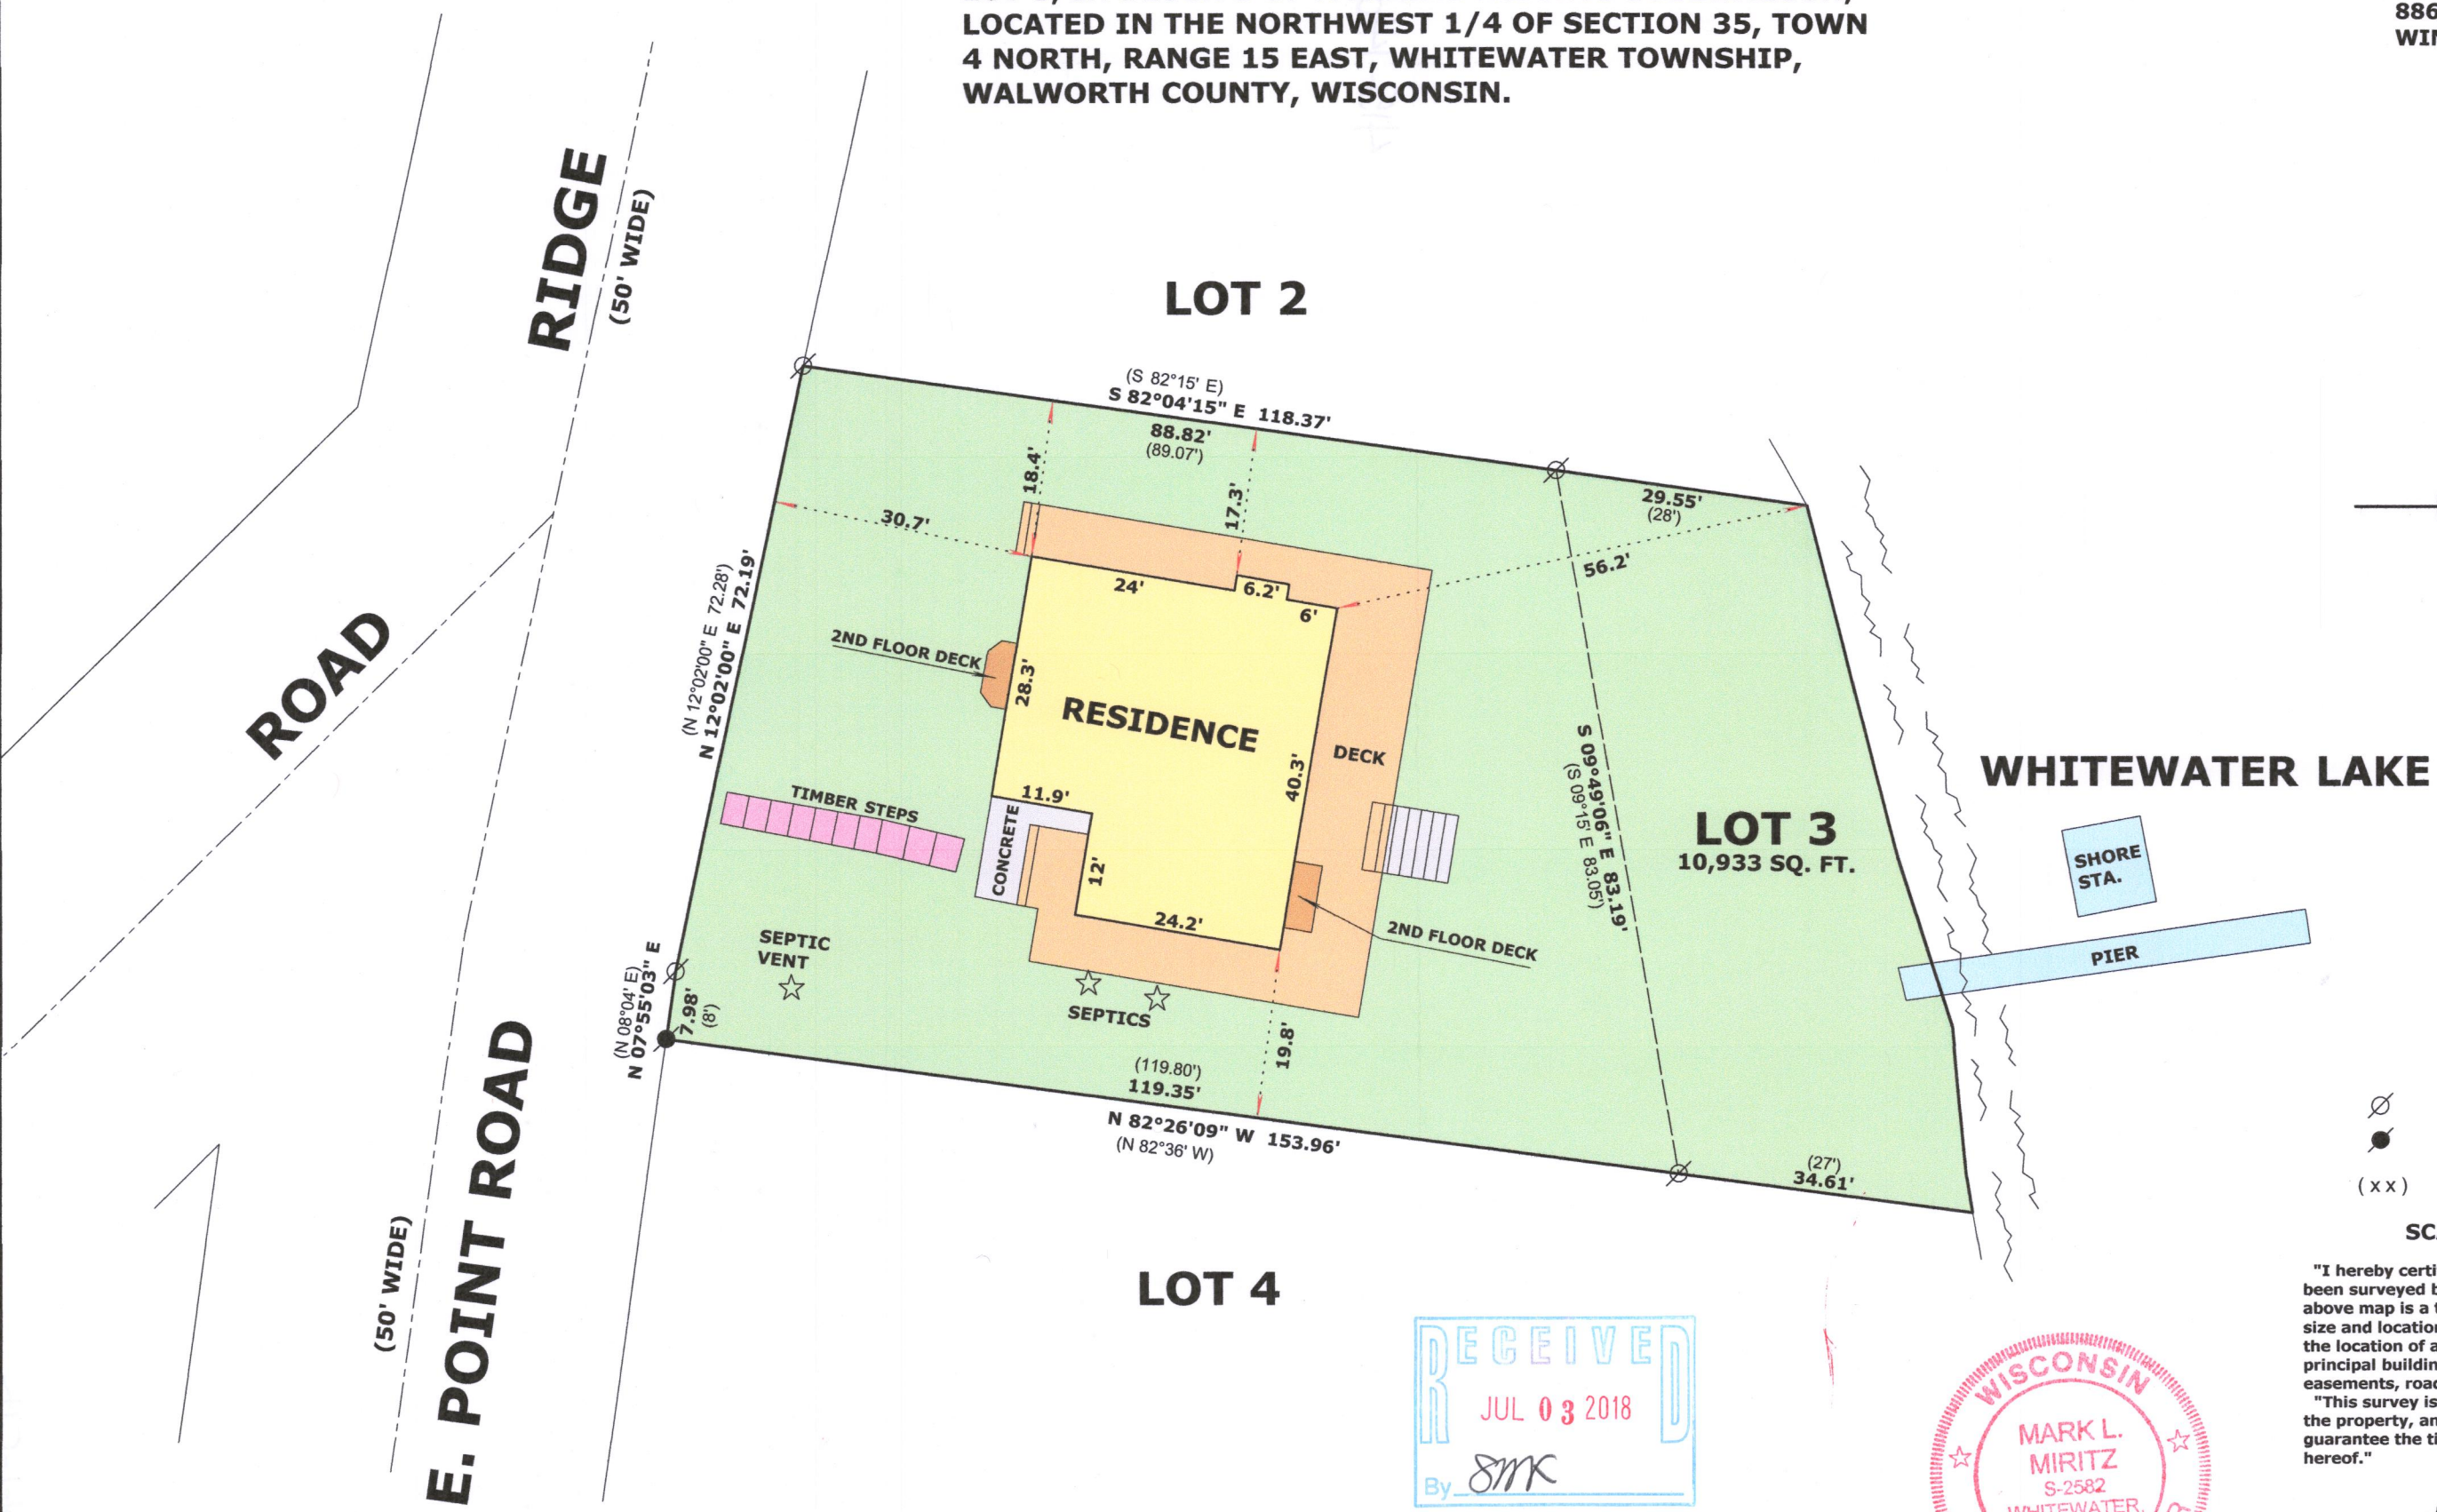 LOCATED IN THE NORTHWEST 1/4 OF SECTION 35, TOWN
4 NORTH, RANGE 15 EAST, WHITEWATER TOWNSHIP,
WALWORTH COUNTY, WISCONSIN.
886
RIDGE
(50' WIDE)
ROAD
LOT 2
(S 82°15' E)
S 82°04'15" E 118.37'
88.82'
(89.07')
29.55'
(28')
18.4'
17.3'
30.7'
56.2'
24'
6.2'
6'
(N 12°02'00" E 72.28')
N 12°02'00" E 72.19'
2ND FLOOR DECK
28.3'
RESIDENCE
DECK
40.3'
S 09°49'06" E 83.19'
(S 09°15' E 83.05')
WHITEWATER LAKE
LOT 3
10,933 SQ. FT.
TIMBER STEPS
11.9'
CONCRETE
12'
24.2'
2ND FLOOR DECK
SHORE
STA.
PIER
SEPTIC
VENT
SEPTICS
(N 08°04' E)
N 07°55'03" E
7.98'
(8')
19.8'
(119.80')
119.35'
N 82°26'09" W 153.96'
(N 82°36' W)
(27')
34.61'
E. POINT ROAD
(50' WIDE)
LOT 4
(xx)
"I hereby certi
been surveyed
above map is a
size and location
the location of a
principal buildin
easements, road
"This survey is
the property, an
guarantee the ti
hereof."
RECEIVED
JUL 03 2018
By SMK
WISCONSIN
MARK L.
MIRITZ
S-2582
WHITEWATER,